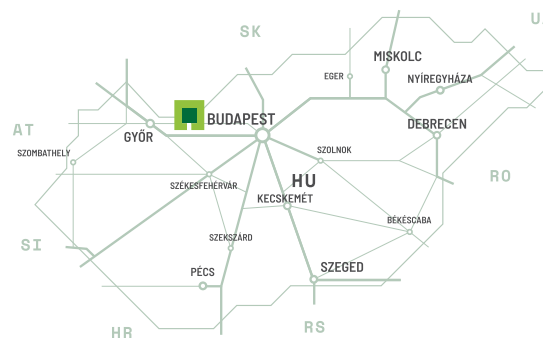 U
SK
MISKOLC
EGER
NYÍREGYHÁZA
BUDAPEST
DEBRECEN
AT
GYŐR
SZOMBATHELY
SZOLNOK
RO
SZÉKESFEHÉRVÁR
HU
KECSKEMÉT
BÉKÉSCABA
SI
SZEKSZÁRD
PÉCS
SZEGED
HR
RS